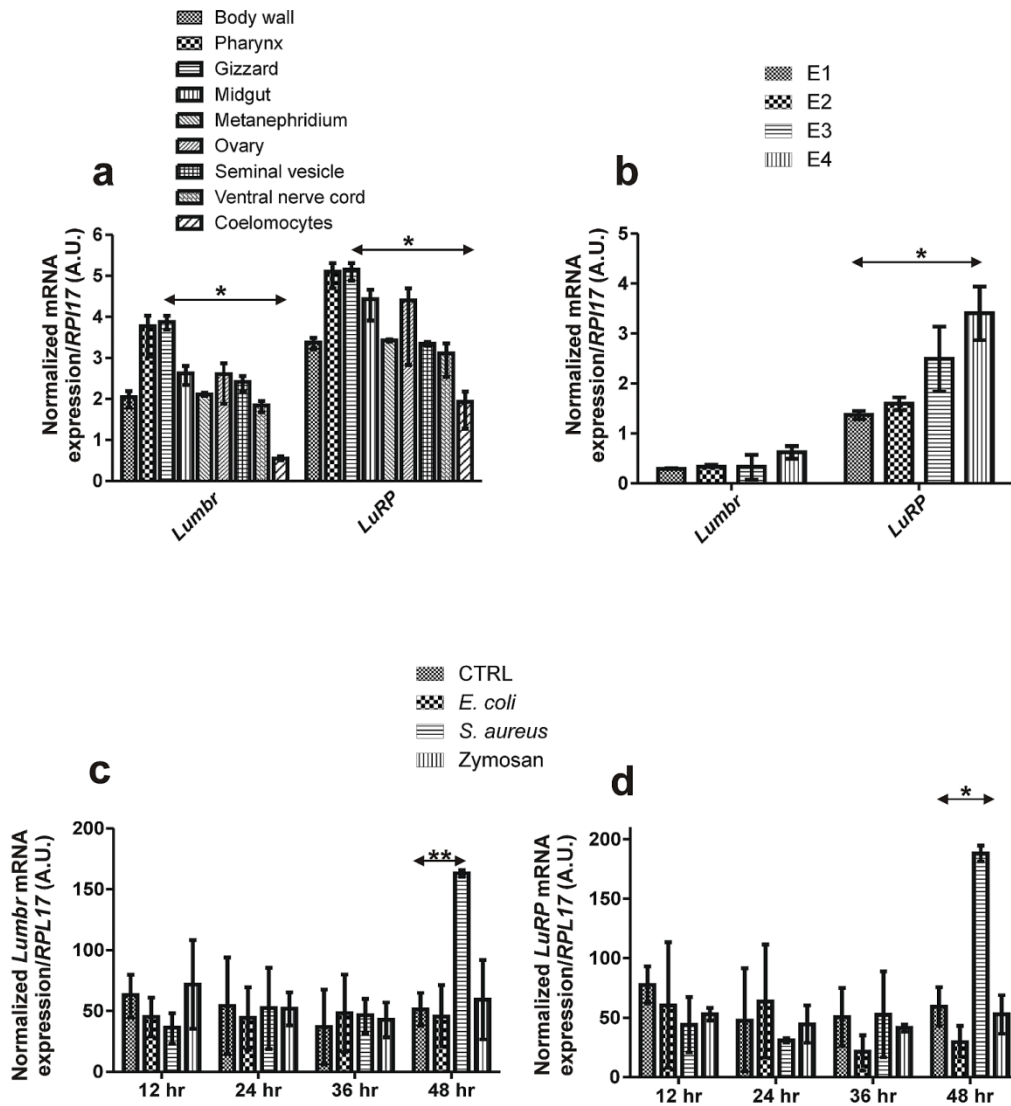 Body wall
Pharynx
Gizzard
Midgut
Metanephridium
Ovary
Seminal vesicle
Ventral nerve cord
Coelomocytes
a
Normalized mRNA
expression/RPl17 (A.U.)
6
5
4
3
2
1
0
*
*
Lumbr
LuRP
E1
E2
E3
E4
b
Normalized mRNA
expression/RPl17 (A.U.)
5
4
3
2
1
0
*
Lumbr
LuRP
CTRL
E. coli
S. aureus
Zymosan
c
Normalized Lumbr mRNA
expression/RPL17 (A.U.)
200
150
100
50
0
**
12 hr
24 hr
36 hr
48 hr
d
Normalized LuRP mRNA
expression/RPL17 (A.U.)
200
150
100
50
0
*
12 hr
24 hr
36 hr
48 hr